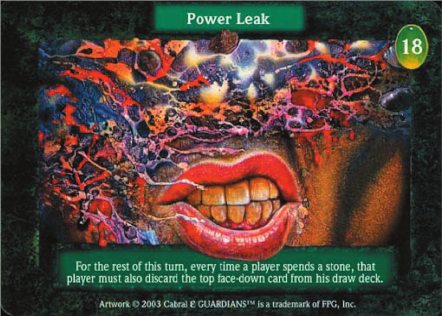 Power Leak
18
For the rest of this turn, every time a player spends a stone, that
player must also discard the top face-down card from his draw deck.
Artwork © 2003 Cabral & GUARDIANS™ is a trademark of FPG, Inc.